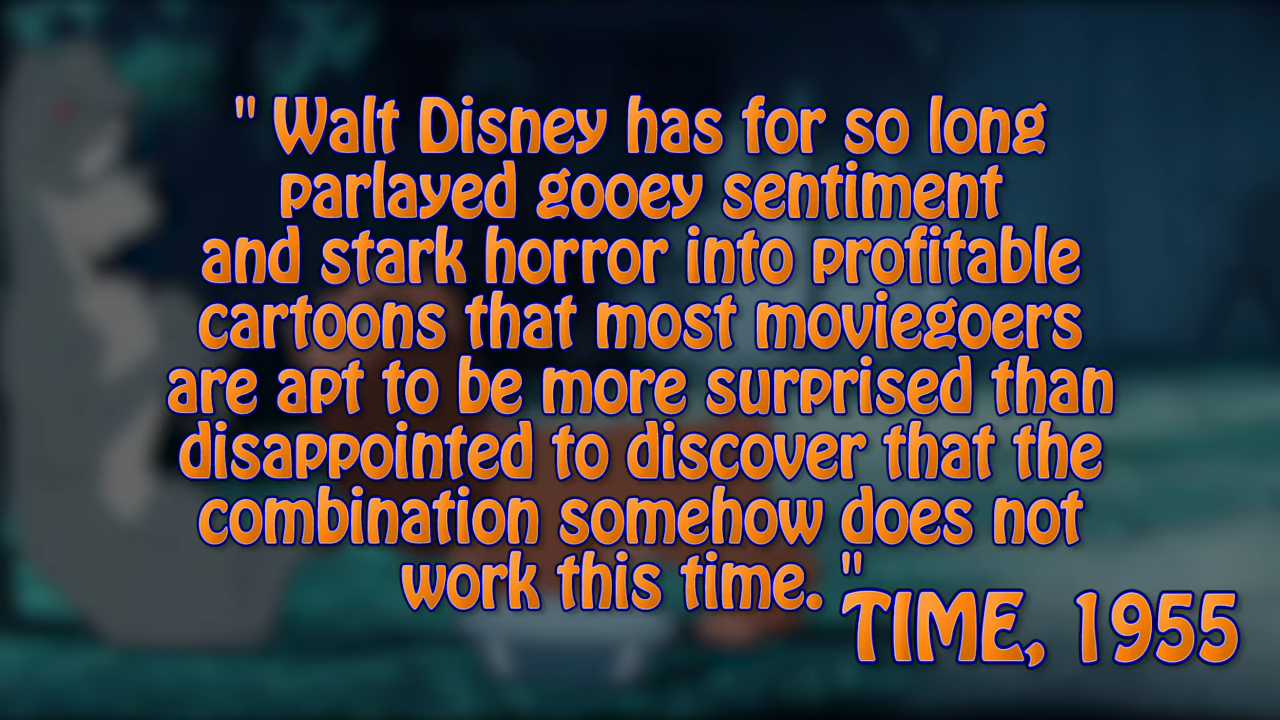 " Walt Disney has for so long
parlayed gooey sentiment
and stark horror into profitable
cartoons that most moviegoers
are apt to be more surprised than
disappointed to discover that the
combination somehow does not
work this time. "
TIME, 1955